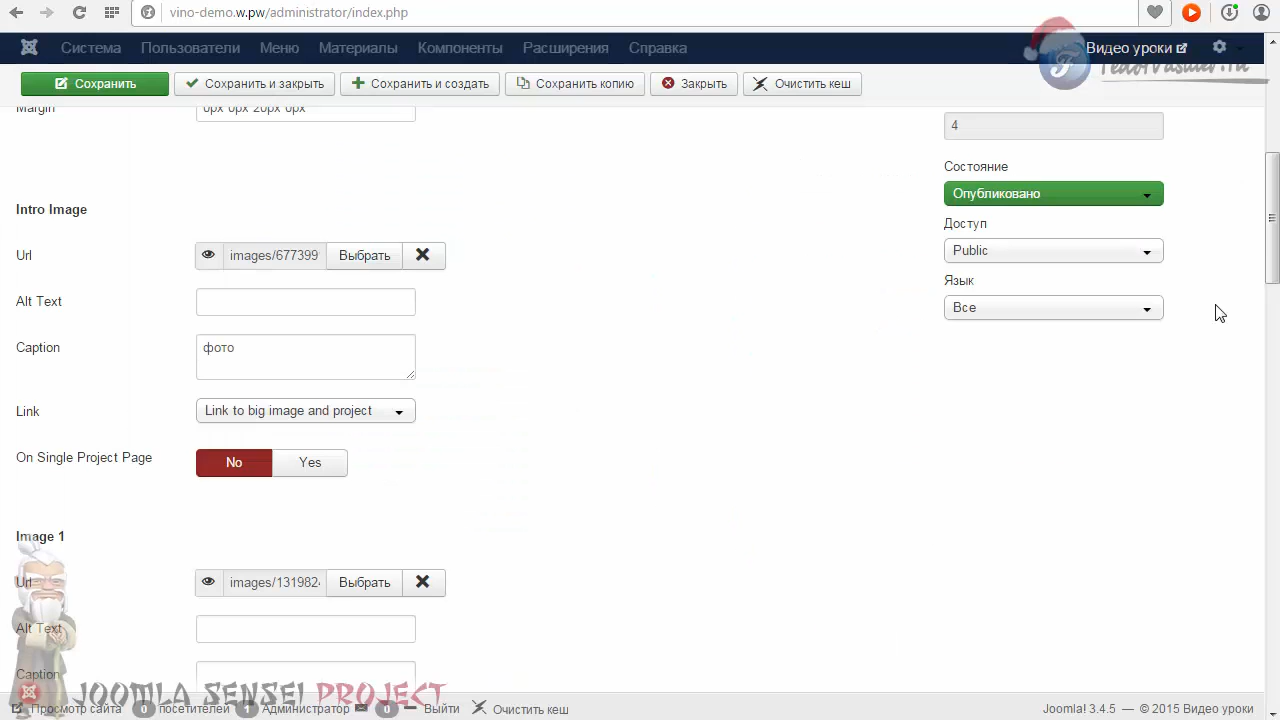 vino-demo.w.pw/administrator/index.php
Система Пользователи Меню Материалы Компоненты Расширения Справка Видео уроки
Сохранить Сохранить и закрыть Сохранить и создать Сохранить копию Закрыть Очистить кеш
Margin 0px 0px 20px 0px
4
Состояние
Опубликовано
Доступ
Public
Язык
Все
Intro Image
Url images/677399 Выбрать
Alt Text
Caption фото
Link Link to big image and project
On Single Project Page No Yes
Image 1
Url images/131982 Выбрать
Alt Text
Caption
JOOMLA SENSEI PROJECT
Просмотр сайта 0 посетителей 1 Администратор 0 Выйти Очистить кеш Joomla! 3.4.5 — © 2015 Видео уроки